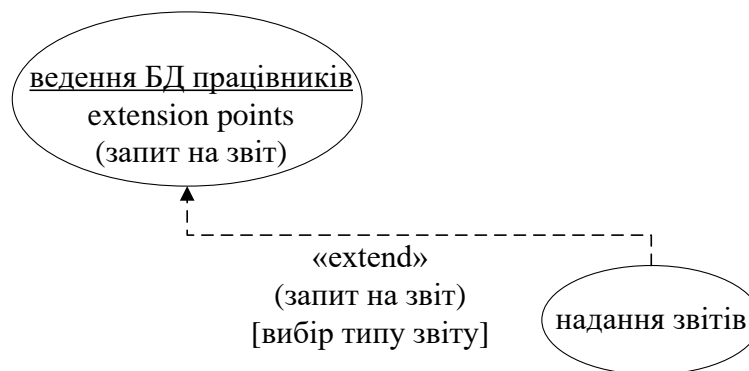 ведення БД працівників
extension points
(запит на звіт)
«extend»
(запит на звіт)
[вибір типу звіту]
надання звітів